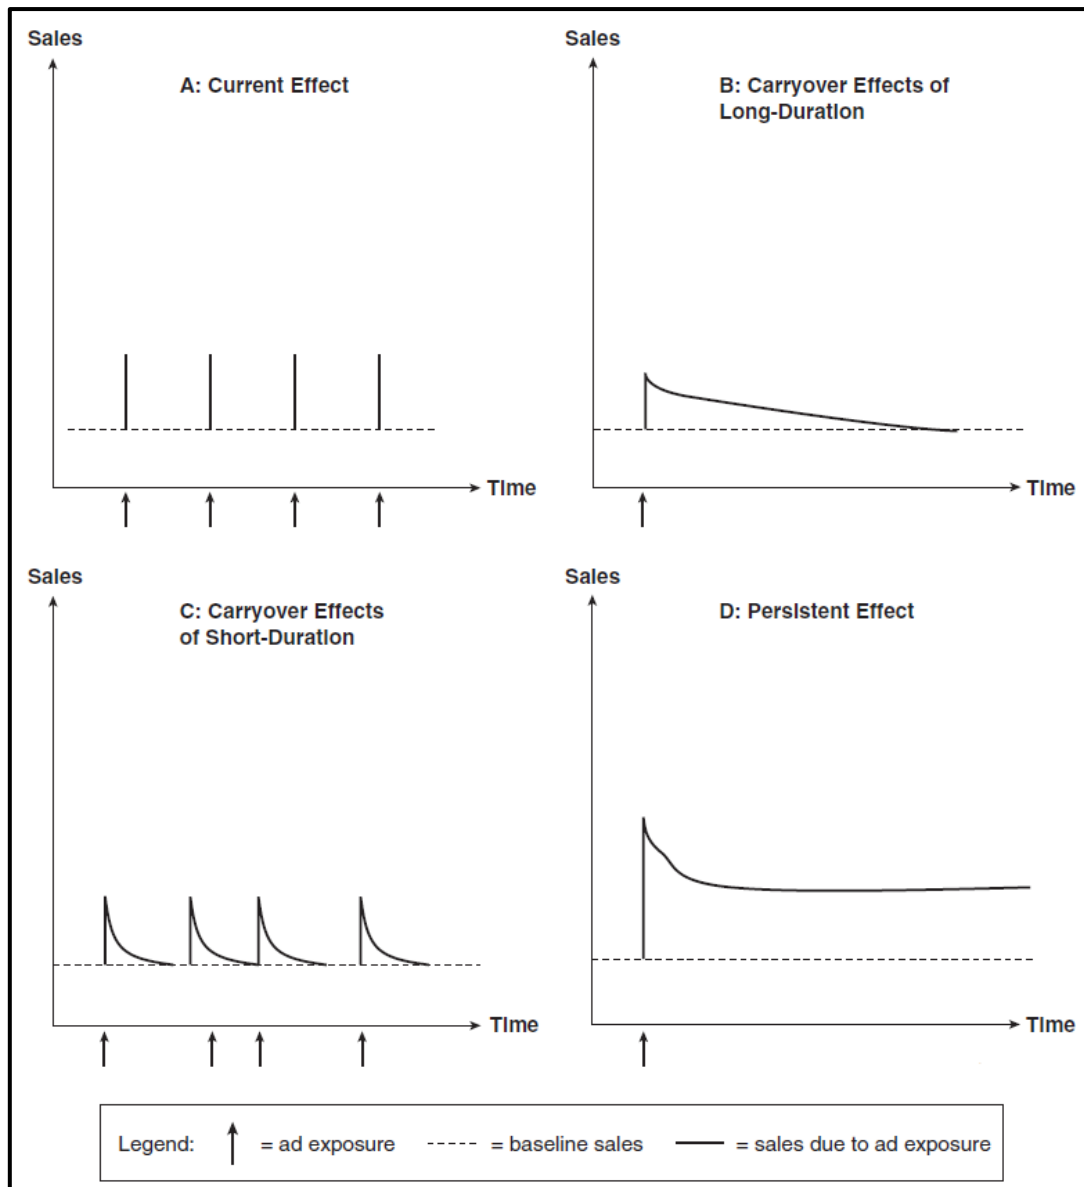 Sales
A: Current Effect
Time
Sales
B: Carryover Effects of
Long-Duration
Time
Sales
C: Carryover Effects
of Short-Duration
Time
Sales
D: Persistent Effect
Time
Legend: = ad exposure = baseline sales = sales due to ad exposure